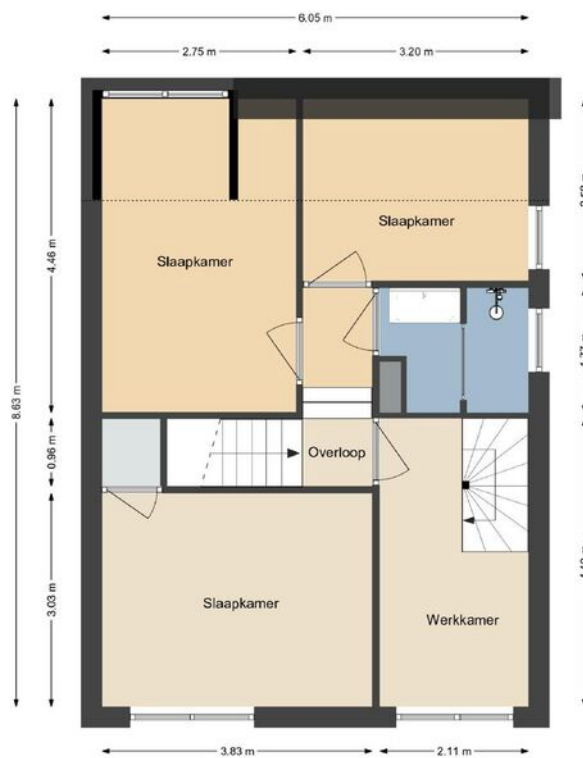 6.05 m
2.75 m
3.20 m
Slaapkamer
Slaapkamer
4.46 m
8.63 m
0.96 m
Overloop
3.03 m
Slaapkamer
Werkkamer
3.83 m
2.11 m